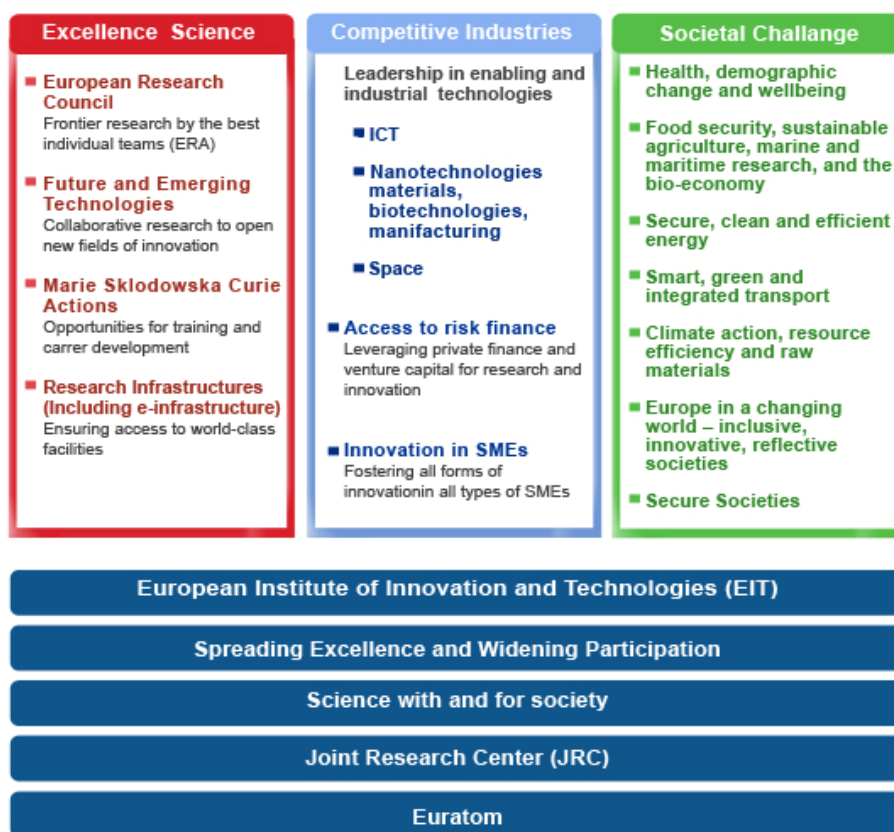 Excellence Science
European Research
Council
Frontier research by the best
individual teams (ERA)
Future and Emerging
Technologies
Collaborative research to open
new fields of innovation
Marie Sklodowska Curie
Actions
Opportunities for training and
carrer development
Research Infrastructures
(Including e-infrastructure)
Ensuring access to world-class
facilities
Competitive Industries
Leadership in enabling and
industrial technologies
ICT
Nanotechnologies
materials,
biotechnologies,
manifacturing
Space
Access to risk finance
Leveraging private finance and
venture capital for research and
innovation
Innovation in SMEs
Fostering all forms of
innovationin all types of SMEs
Societal Challange
Health, demographic
change and wellbeing
Food security, sustainable
agriculture, marine and
maritime research, and the
bio-economy
Secure, clean and efficient
energy
Smart, green and
integrated transport
Climate action, resource
efficiency and raw
materials
Europe in a changing
world – inclusive,
innovative, reflective
societies
Secure Societies
European Institute of Innovation and Technologies (EIT)
Spreading Excellence and Widening Participation
Science with and for society
Joint Research Center (JRC)
Euratom